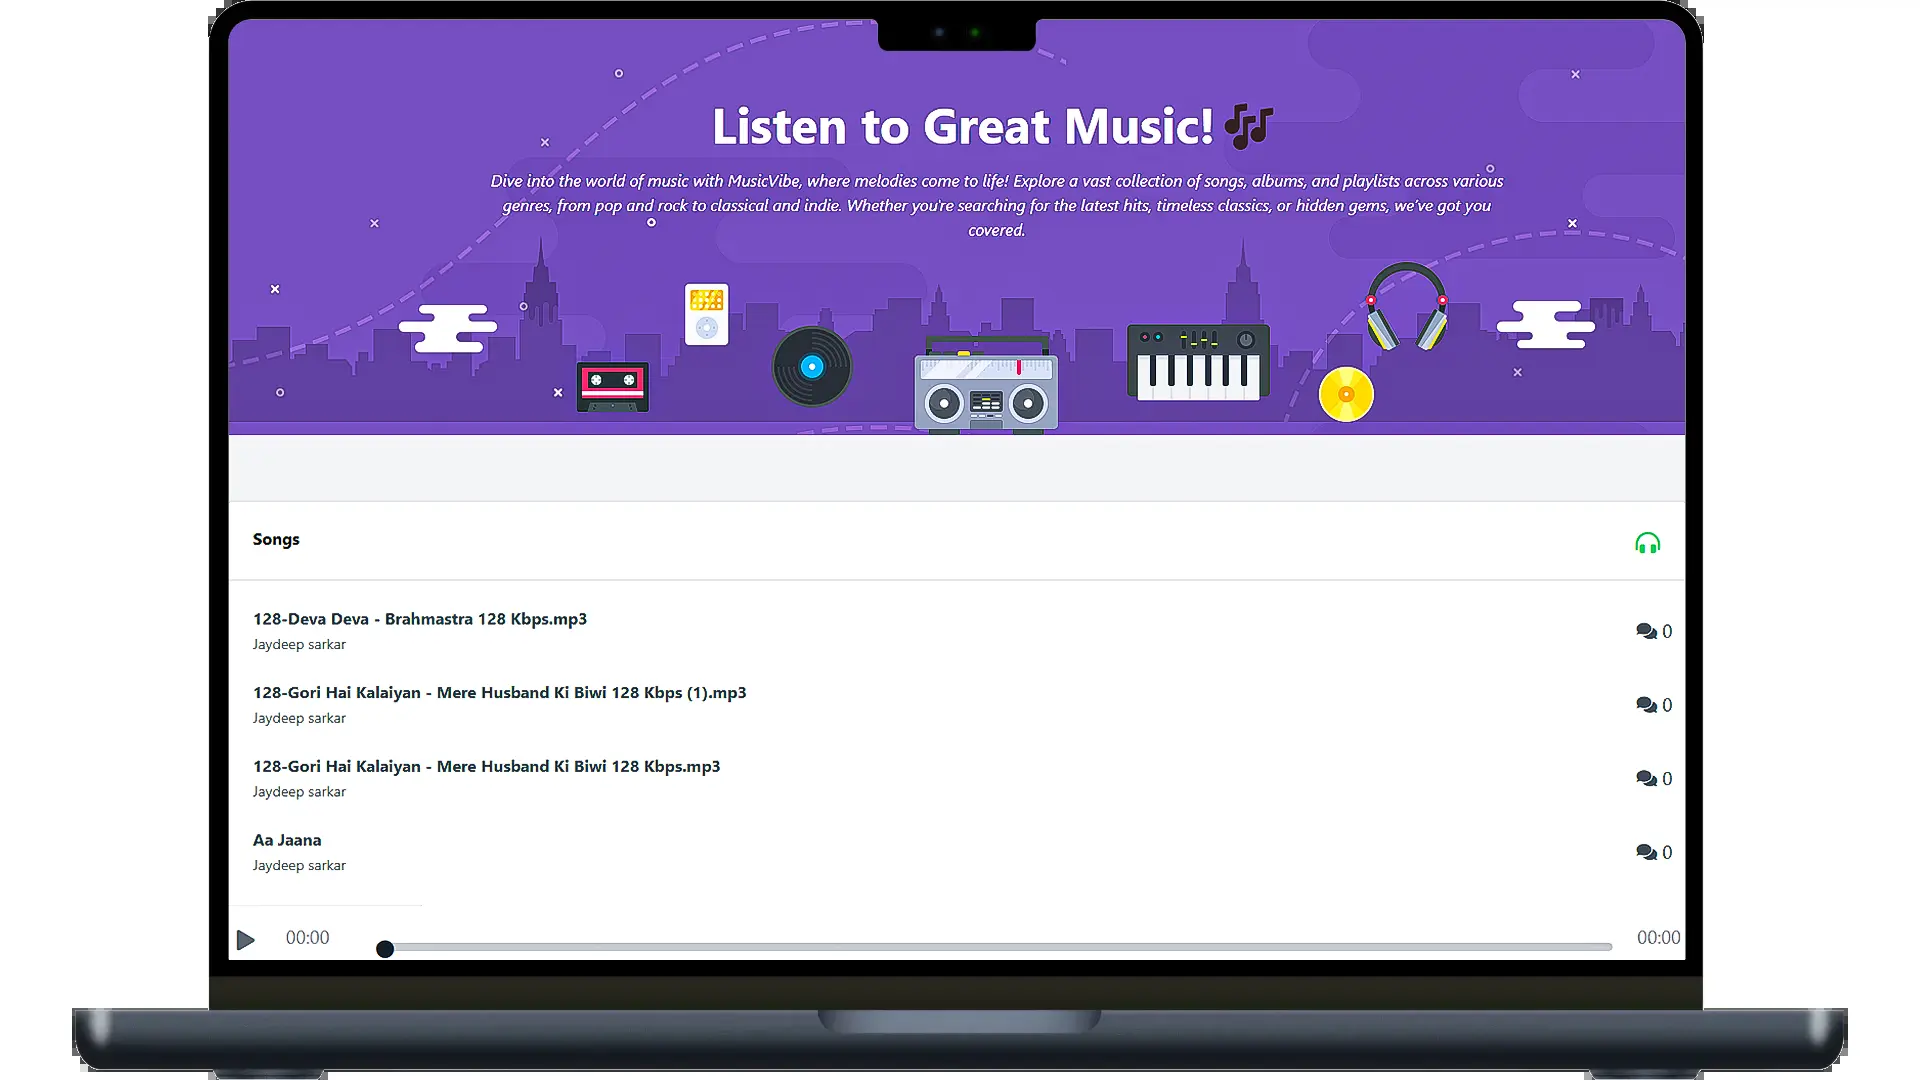 Listen to Great Music!
Dive into the world of music with MusicVibe, where melodies come to life! Explore a vast collection of songs, albums, and playlists across various
genres, from pop and rock to classical and indie. Whether you're searching for the latest hits, timeless classics, or hidden gems, we've got you
covered.
Songs
128-Deva Deva - Brahmastra 128 Kbps.mp3
Jaydeep sarkar
0
128-Gori Hai Kalaiyan - Mere Husband Ki Biwi 128 Kbps (1).mp3
Jaydeep sarkar
0
128-Gori Hai Kalaiyan - Mere Husband Ki Biwi 128 Kbps.mp3
Jaydeep sarkar
0
Aa Jaana
Jaydeep sarkar
0
00:00
00:00